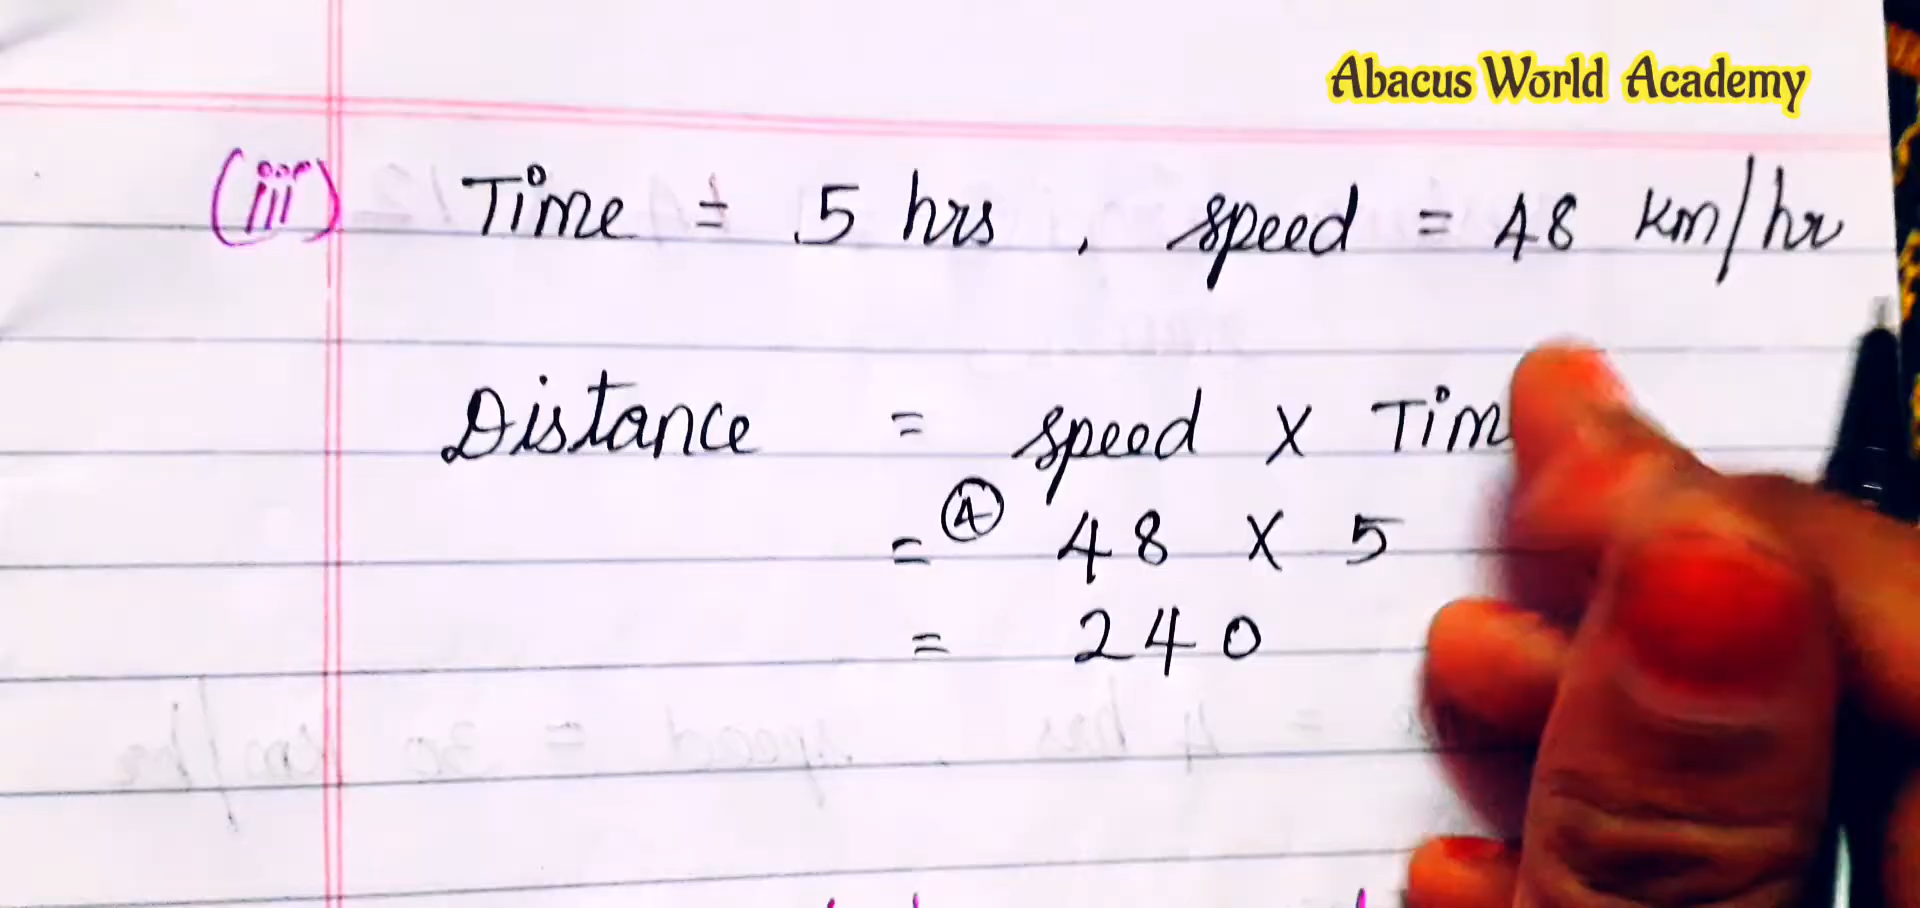 Abacus World Academy
(iii) Time = 5 hrs , speed = 48 km/hr
Distance = speed X Tim
= ④ 48 X 5
= 240